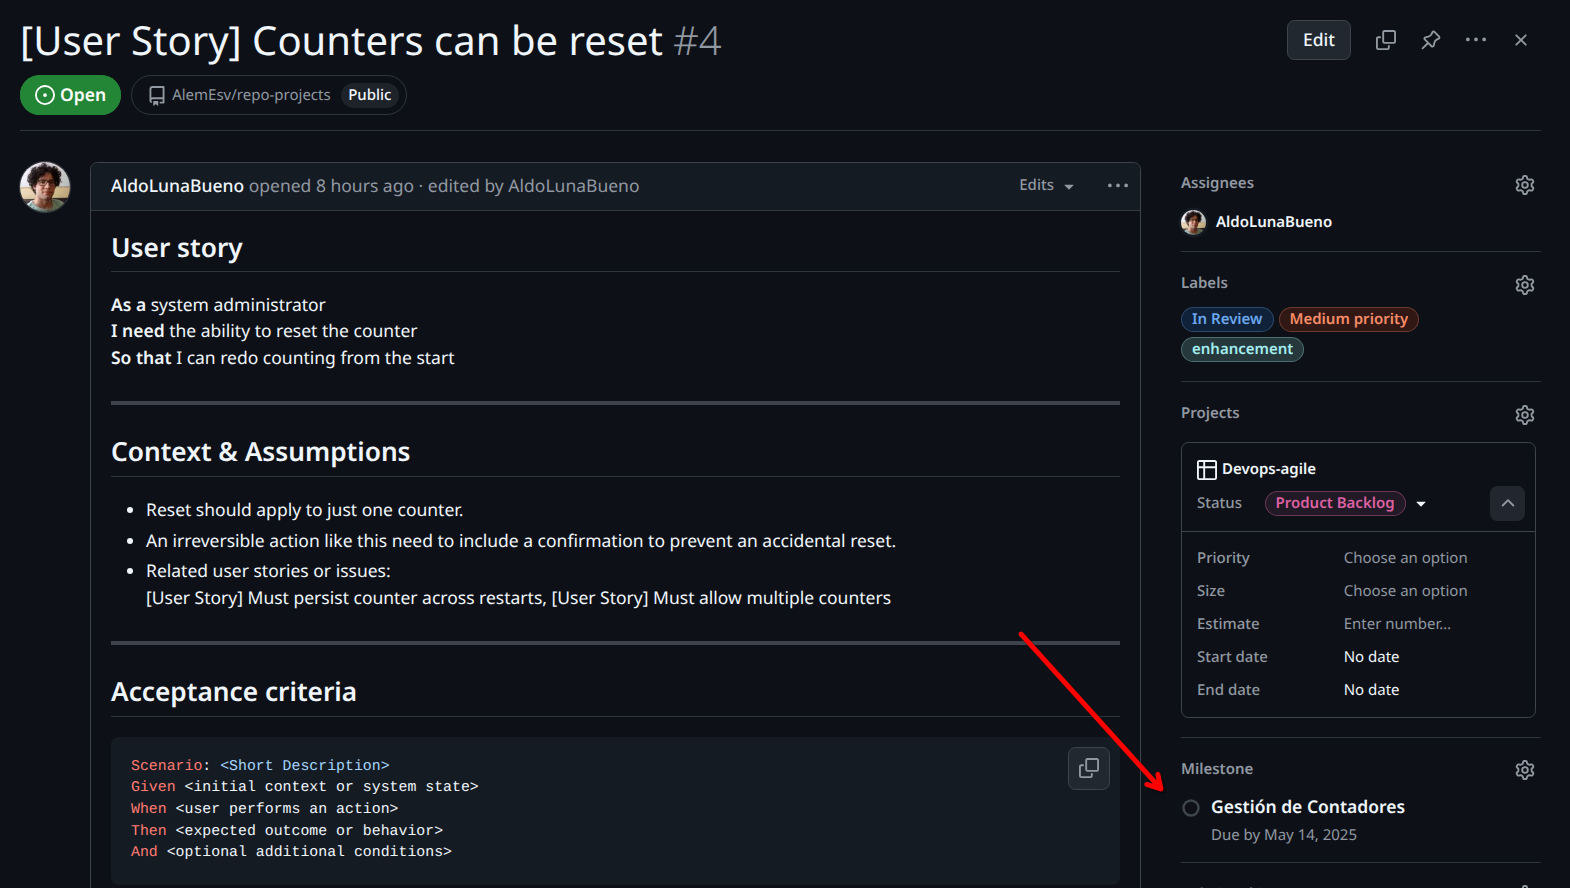 [User Story] Counters can be reset #4
Edit
Open
AlemEsv/repo-projects
Public
AldoLunaBueno opened 8 hours ago · edited by AldoLunaBueno
Edits
User story
As a system administrator
I need the ability to reset the counter
So that I can redo counting from the start
Context & Assumptions
• Reset should apply to just one counter.
• An irreversible action like this need to include a confirmation to prevent an accidental reset.
• Related user stories or issues:
[User Story] Must persist counter across restarts, [User Story] Must allow multiple counters
Acceptance criteria
Scenario: <Short Description>
Given <initial context or system state>
When <user performs an action>
Then <expected outcome or behavior>
And <optional additional conditions>
Assignees
AldoLunaBueno
Labels
In Review Medium priority
enhancement
Projects
Devops-agile
Status Product Backlog
Priority Choose an option
Size Choose an option
Estimate Enter number...
Start date No date
End date No date
Milestone
Gestión de Contadores
Due by May 14, 2025